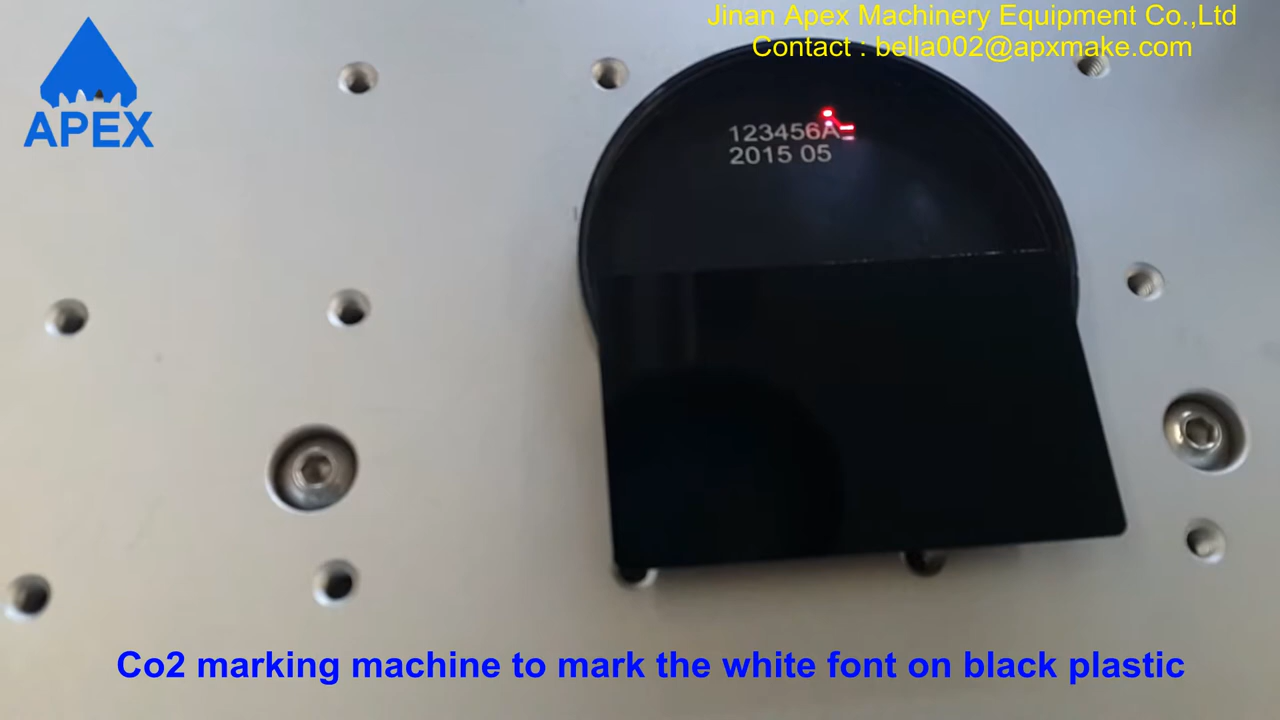 Jinan Apex Machinery Equipment Co.,Ltd
Contact : bella002@apxmake.com
APEX
123456A
2015 05
Co2 marking machine to mark the white font on black plastic